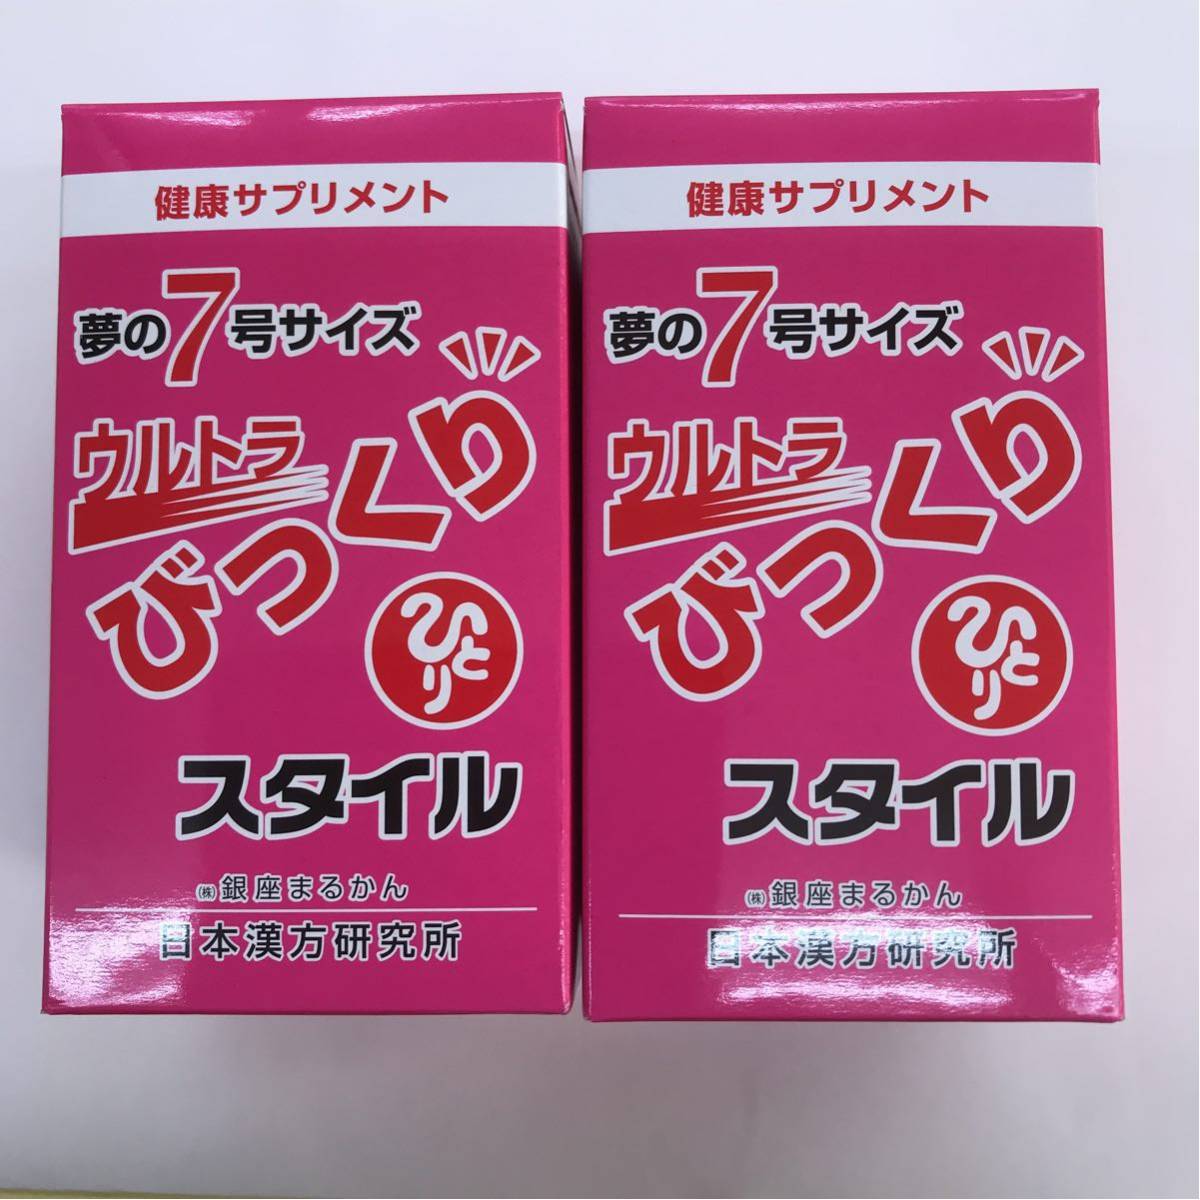 健康サプリメント
夢の7号サイズ
ウルトラ
びっくり
ひとり
スタイル
㈱銀座まるかん
日本漢方研究所
健康サプリメント
夢の7号サイズ
ウルトラ
びっくり
ひとり
スタイル
㈱銀座まるかん
日本漢方研究所